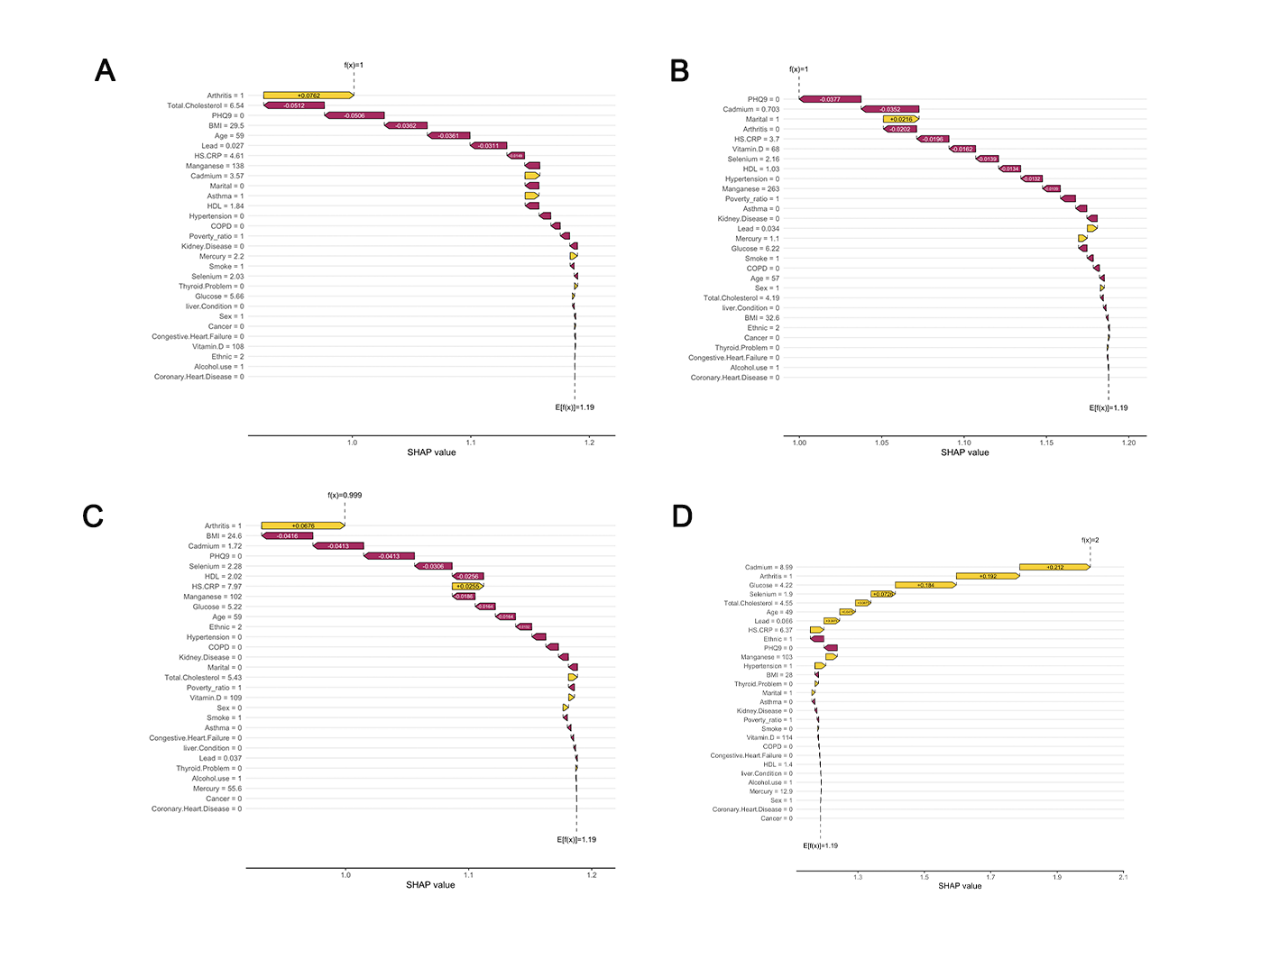 A
f(x)=1
Arthritis = 1
+0.0762
Total.Cholesterol = 6.54
-0.0512
PHQ9 = 0
-0.0506
BMI = 29.5
-0.0362
Age = 59
-0.0361
Lead = 0.027
-0.0311
HS.CRP = 4.61
Manganese = 138
Cadmium = 3.57
Marital = 0
Asthma = 1
HDL = 1.84
Hypertension = 0
COPD = 0
Poverty_ratio = 1
Kidney.Disease = 0
Mercury = 2.2
Smoke = 1
Selenium = 2.03
Thyroid.Problem = 0
Glucose = 5.66
liver.Condition = 0
Sex = 1
Cancer = 0
Congestive.Heart.Failure = 0
Vitamin.D = 108
Ethnic = 2
Alcohol.use = 1
Coronary.Heart.Disease = 0
E[f(x)]=1.19
1.0 1.1 1.2
SHAP value
B
f(x)=1
PHQ9 = 0
-0.0377
Cadmium = 0.703
-0.0352
Marital = 1
+0.0216
Arthritis = 0
-0.0202
HS.CRP = 3.7
-0.0196
Vitamin.D = 68
-0.0162
Selenium = 2.16
-0.0139
HDL = 1.03
-0.0134
Hypertension = 0
-0.0132
Manganese = 263
Poverty_ratio = 1
Asthma = 0
Kidney.Disease = 0
Lead = 0.034
Mercury = 1.1
Glucose = 6.22
Smoke = 1
COPD = 0
Age = 57
Sex = 1
Total.Cholesterol = 4.19
liver.Condition = 0
BMI = 32.6
Ethnic = 2
Cancer = 0
Thyroid.Problem = 0
Congestive.Heart.Failure = 0
Alcohol.use = 1
Coronary.Heart.Disease = 0
E[f(x)]=1.19
1.00 1.05 1.10 1.15 1.20
SHAP value
C
f(x)=0.999
Arthritis = 1
+0.0676
BMI = 24.6
-0.0416
Cadmium = 1.72
-0.0413
PHQ9 = 0
-0.0413
Selenium = 2.28
-0.0306
HDL = 2.02
-0.0256
HS.CRP = 7.97
+0.0255
Manganese = 102
-0.0186
Glucose = 5.22
Age = 59
Ethnic = 2
Hypertension = 0
COPD = 0
Kidney.Disease = 0
Marital = 0
Total.Cholesterol = 5.43
Poverty_ratio = 1
Vitamin.D = 109
Sex = 0
Smoke = 1
Asthma = 0
Congestive.Heart.Failure = 0
liver.Condition = 0
Lead = 0.037
Thyroid.Problem = 0
Alcohol.use = 1
Mercury = 55.6
Cancer = 0
Coronary.Heart.Disease = 0
E[f(x)]=1.19
1.0 1.1 1.2
SHAP value
D
f(x)=2
Cadmium = 8.99
+0.212
Arthritis = 1
+0.192
Glucose = 4.22
+0.184
Selenium = 1.9
Total.Cholesterol = 4.55
Age = 49
Lead = 0.066
HS.CRP = 6.37
Ethnic = 1
PHQ9 = 0
Manganese = 103
Hypertension = 1
BMI = 28
Thyroid.Problem = 0
Marital = 1
Asthma = 0
Kidney.Disease = 0
Poverty_ratio = 1
Smoke = 0
Vitamin.D = 114
COPD = 0
Congestive.Heart.Failure = 0
HDL = 1.4
liver.Condition = 0
Alcohol.use = 1
Mercury = 12.9
Sex = 1
Coronary.Heart.Disease = 0
Cancer = 0
E[f(x)]=1.19
1.3 1.5 1.7 1.9 2.1
SHAP value